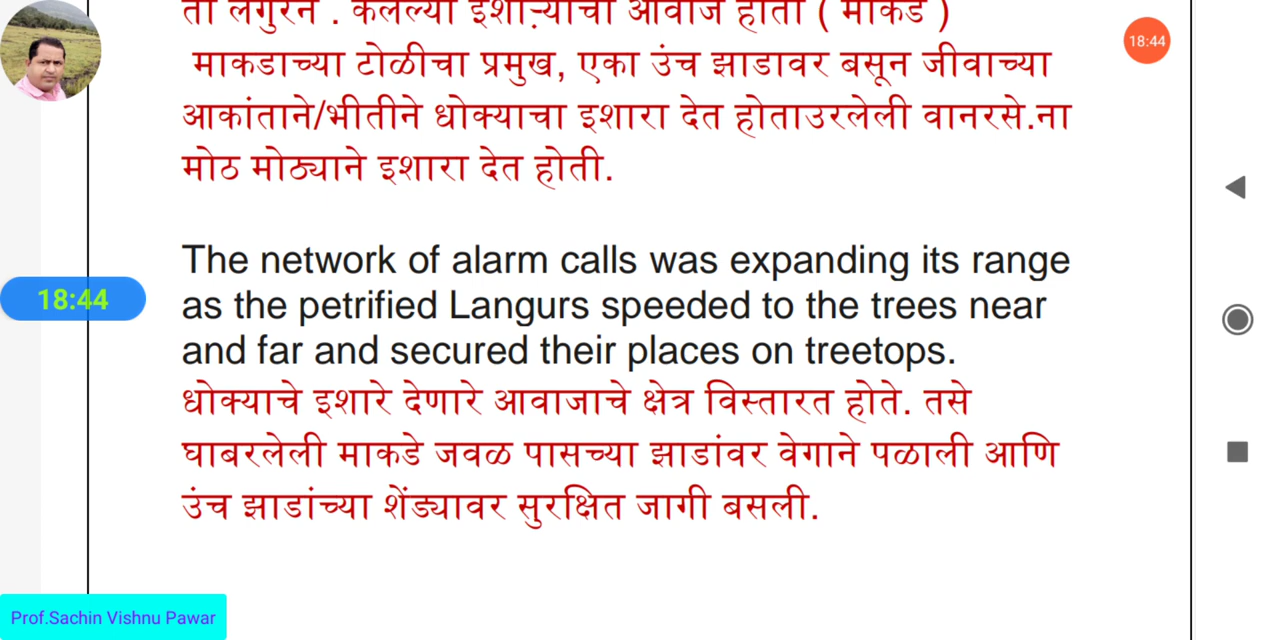 तो लंगुरने . केलेल्या इशाऱ्याचा आवाज होता ( माकड )
18:44
माकडाच्या टोळीचा प्रमुख, एका उंच झाडावर बसून जीवाच्या
आकांताने/भीतीने धोक्याचा इशारा देत होताउरलेली वानरसे.ना
मोठ मोठ्याने इशारा देत होती.
The network of alarm calls was expanding its range
18:44
as the petrified Langurs speeded to the trees near
and far and secured their places on treetops.
धोक्याचे इशारे देणारे आवाजाचे क्षेत्र विस्तारत होते. तसे
घाबरलेली माकडे जवळ पासच्या झाडांवर वेगाने पळाली आणि
उंच झाडांच्या शेंड्यावर सुरक्षित जागी बसली.
Prof.Sachin Vishnu Pawar